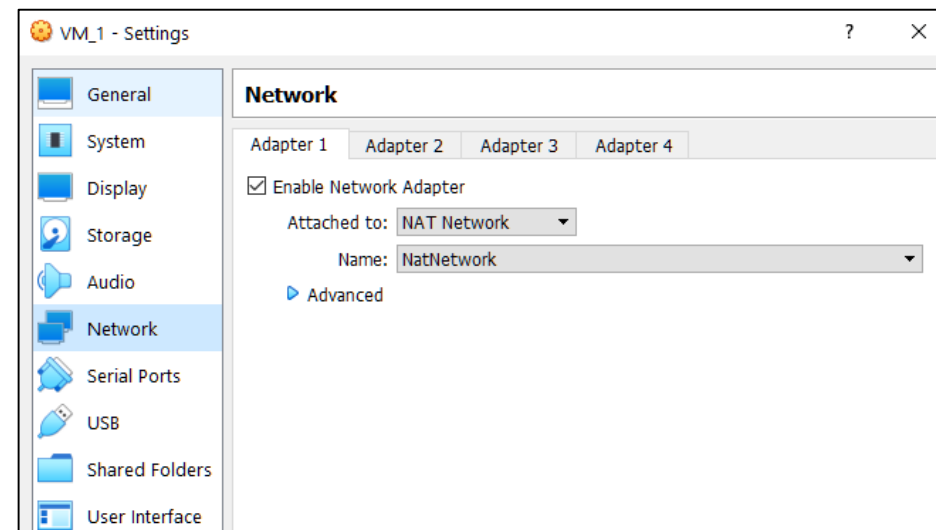 VM_1 - Settings ?
General
System
Display
Storage
Audio
Network
Serial Ports
USB
Shared Folders
User Interface
Network
Adapter 1 Adapter 2 Adapter 3 Adapter 4
Enable Network Adapter
Attached to: NAT Network
Name: NatNetwork
Advanced